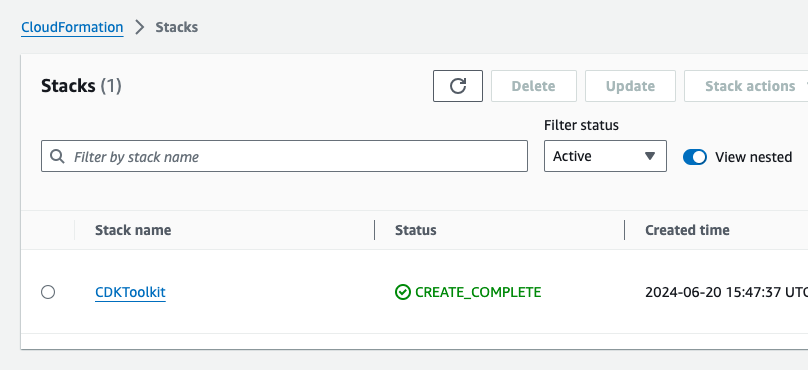 CloudFormation > Stacks
Stacks (1)
Delete
Update
Stack actions
Filter status
Filter by stack name
Active
View nested
Stack name
Status
Created time
CDKToolkit
CREATE_COMPLETE
2024-06-20 15:47:37 UTC